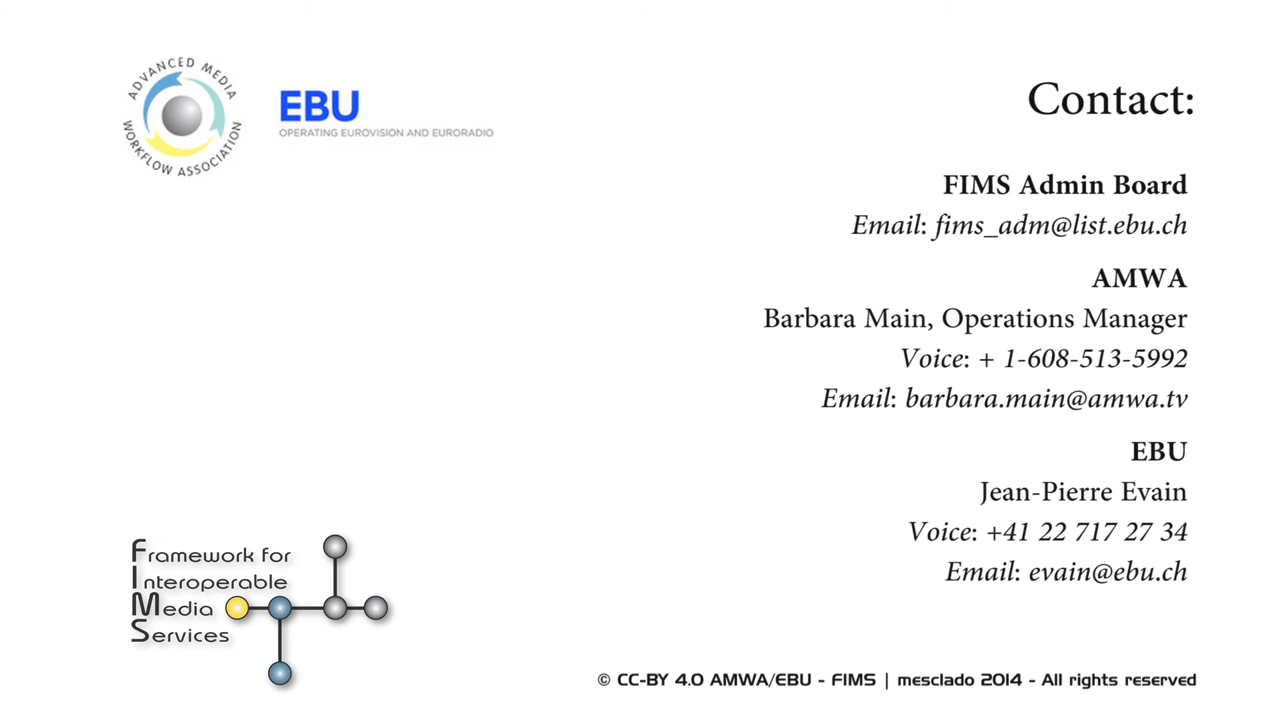 ADVANCED MEDIA
WORKFLOW ASSOCIATION
EBU
OPERATING EUROVISION AND EURORADIO
Contact:
FIMS Admin Board
Email: fims_adm@list.ebu.ch
AMWA
Barbara Main, Operations Manager
Voice: + 1-608-513-5992
Email: barbara.main@amwa.tv
EBU
Jean-Pierre Evain
Voice: +41 22 717 27 34
Email: evain@ebu.ch
Framework for
Interoperable
Media
Services
© CC-BY 4.0 AMWA/EBU - FIMS | mesclado 2014 - All rights reserved